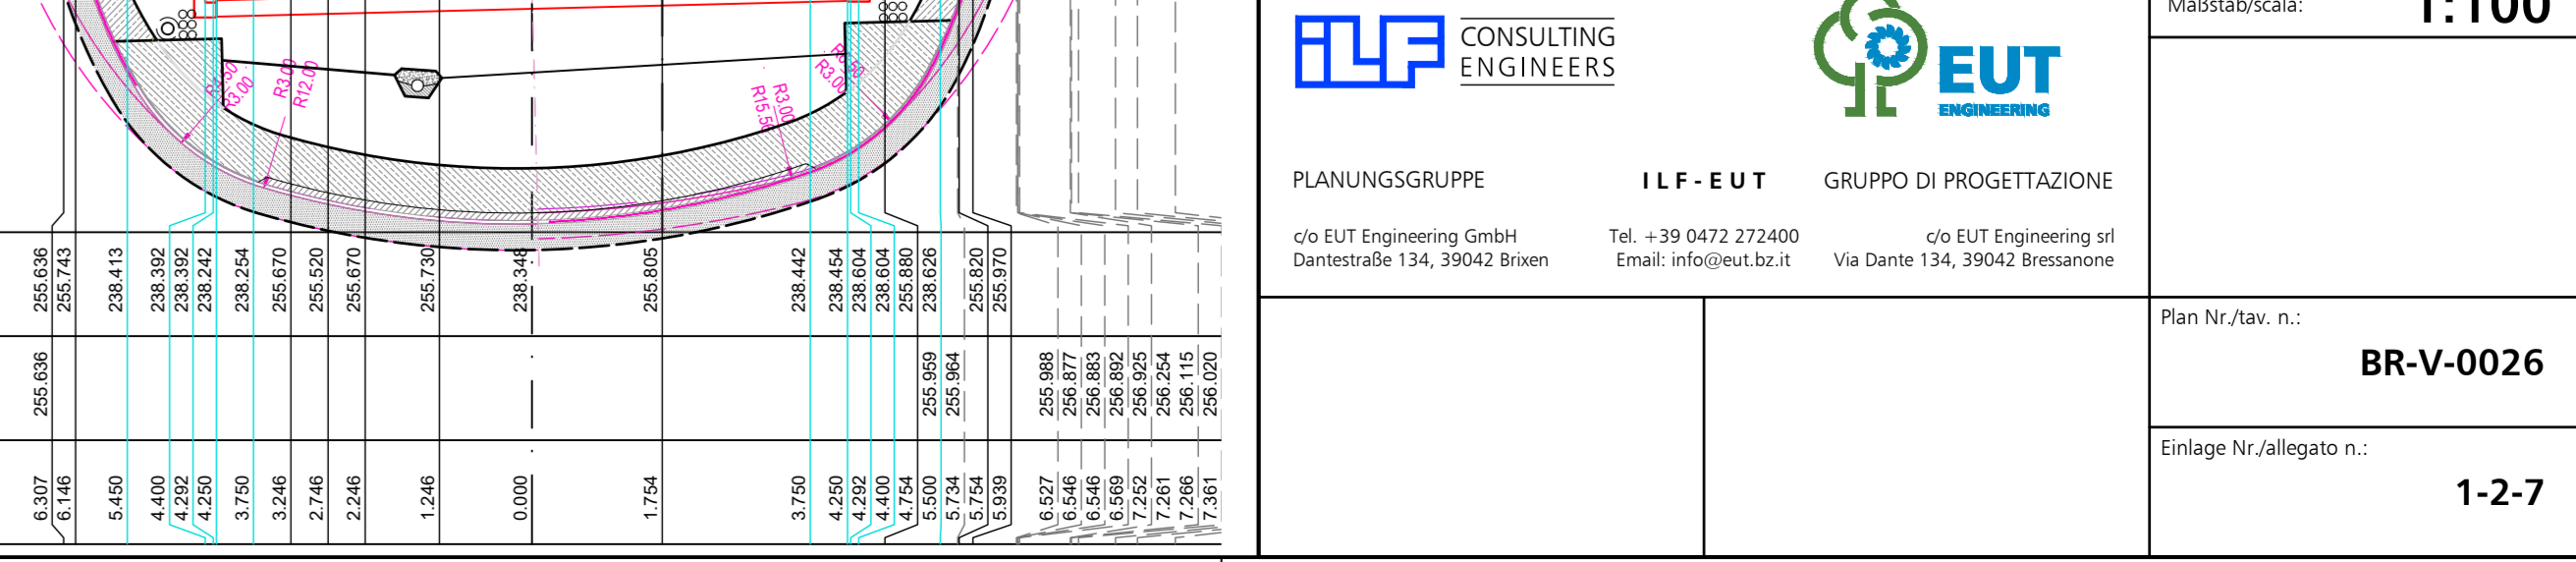 Maßstab/scala:
1:100
iLF CONSULTING
ENGINEERS
EUT
ENGINEERING
PLANUNGSGRUPPE
ILF-EUT
GRUPPO DI PROGETTAZIONE
c/o EUT Engineering GmbH
Dantestraße 134, 39042 Brixen
Tel. +39 0472 272400
Email: info@eut.bz.it
c/o EUT Engineering srl
Via Dante 134, 39042 Bressanone
Plan Nr./tav. n.:
BR-V-0026
Einlage Nr./allegato n.:
1-2-7
R3.00
R3.00
R12.00
R3.00
R15.50
R3.00
255.636
255.743
238.413
238.392
238.392
238.242
238.254
255.670
255.520
255.670
255.730
238.348
255.805
238.442
238.454
238.604
238.604
255.880
238.626
255.820
255.970
255.636
255.959
255.964
255.988
256.877
256.883
256.892
256.925
256.254
256.115
256.020
6.307
6.146
5.450
4.400
4.292
4.250
3.750
3.246
2.746
2.246
1.246
0.000
1.754
3.750
4.250
4.292
4.400
4.754
5.500
5.734
5.754
5.939
6.527
6.546
6.546
6.569
7.252
7.261
7.266
7.361